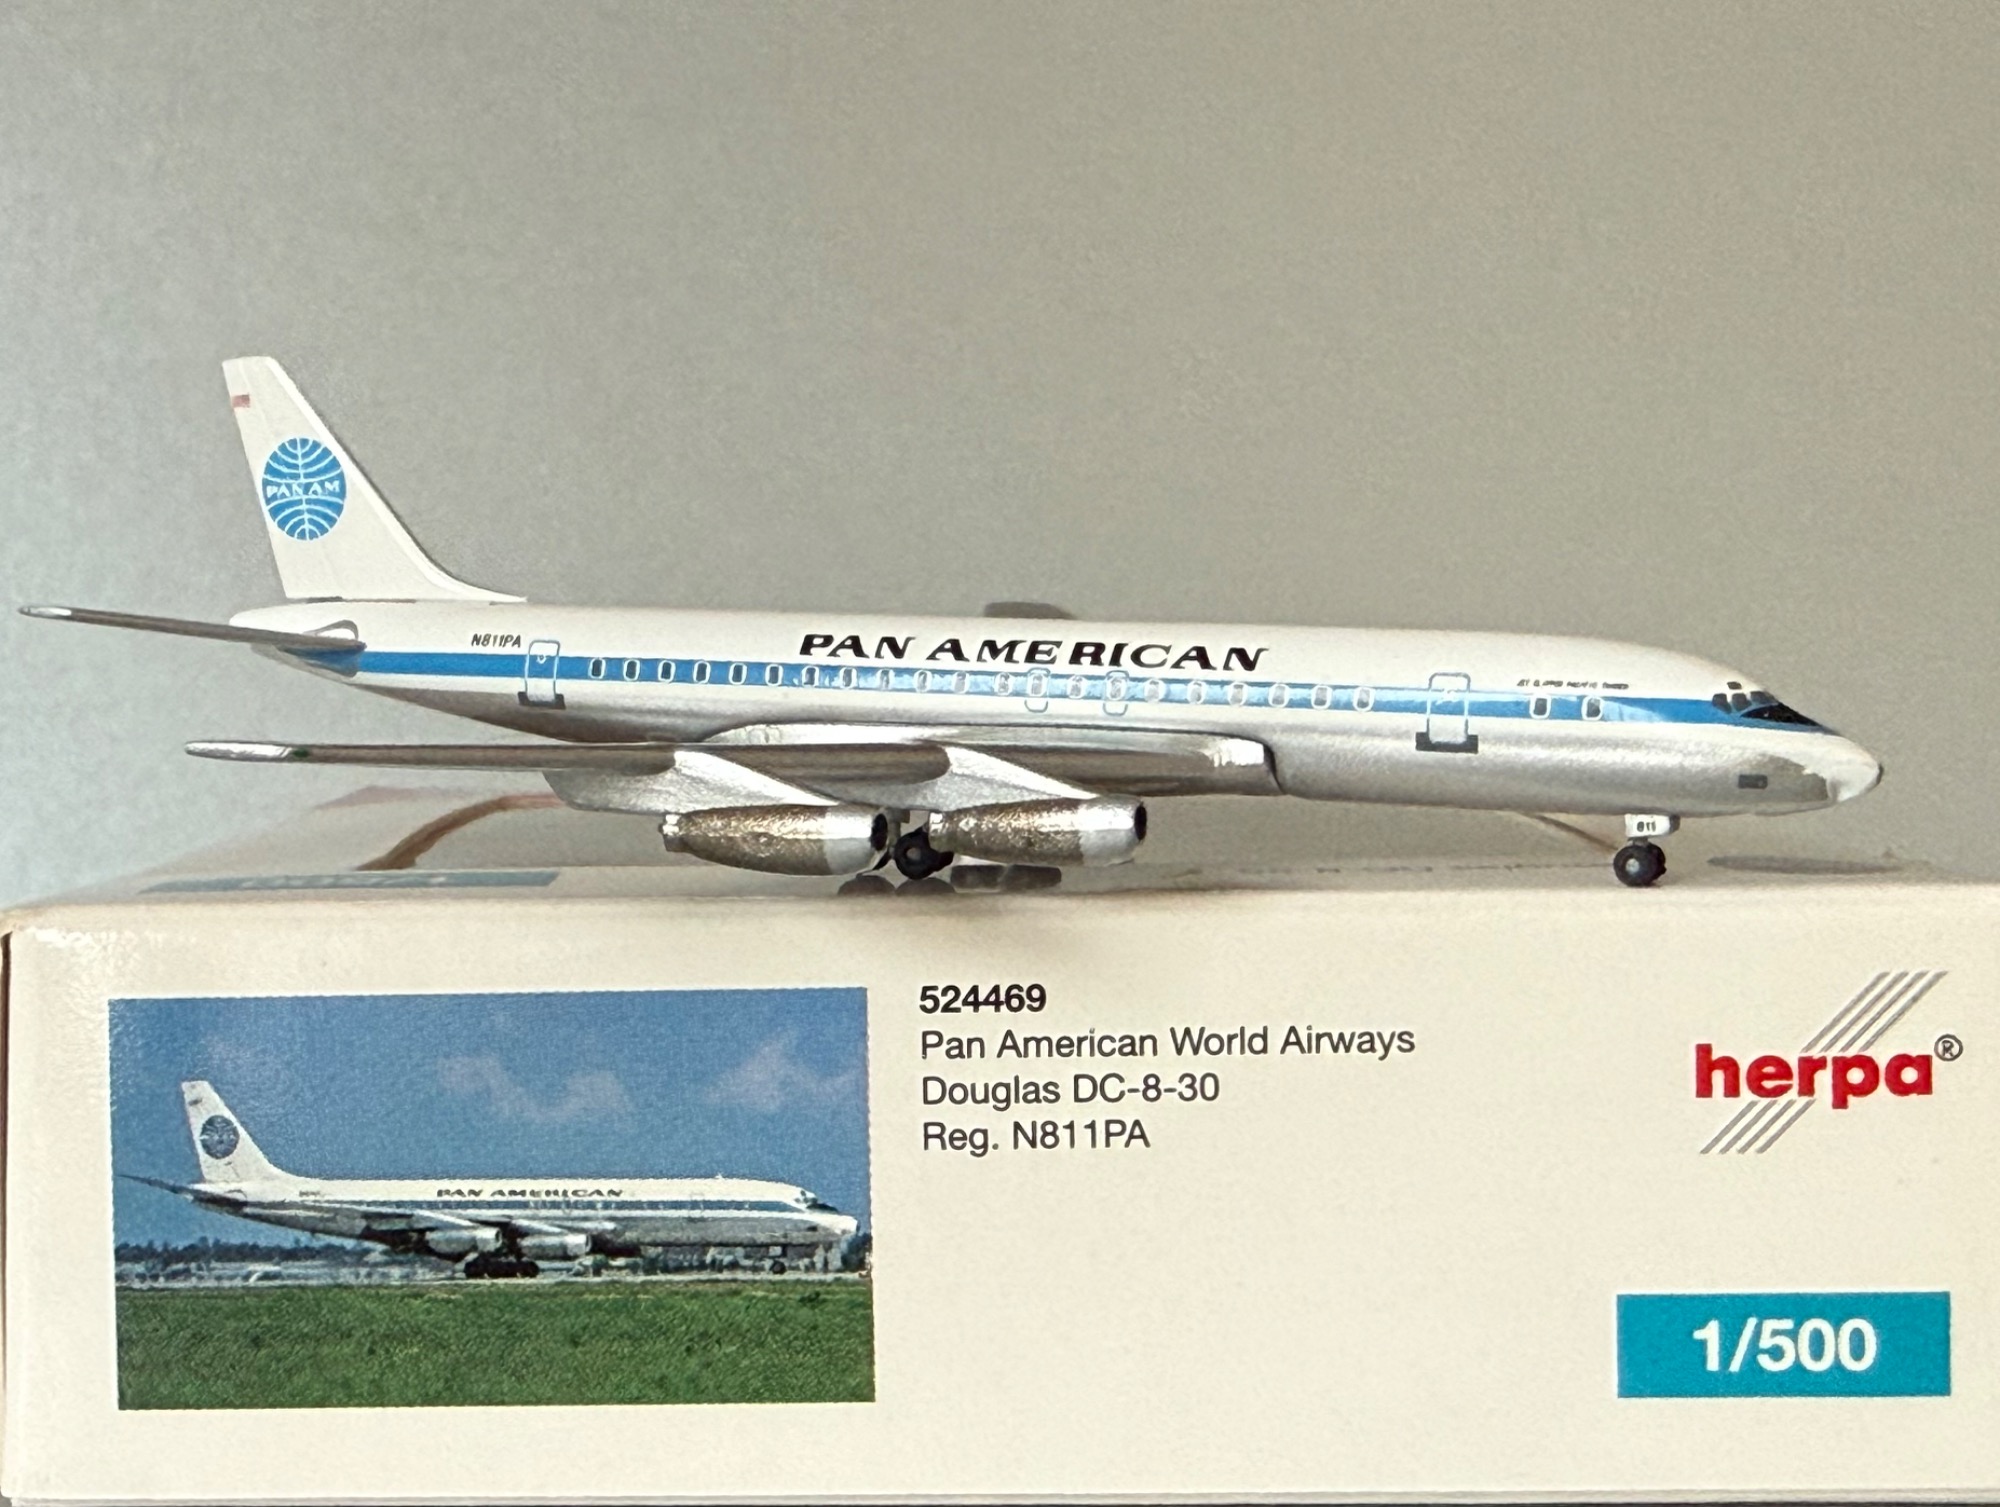 PAN AM
N811PA
PAN AMERICAN
811
PAN AMERICAN
524469
Pan American World Airways
Douglas DC-8-30
Reg. N811PA
herpa®
1/500